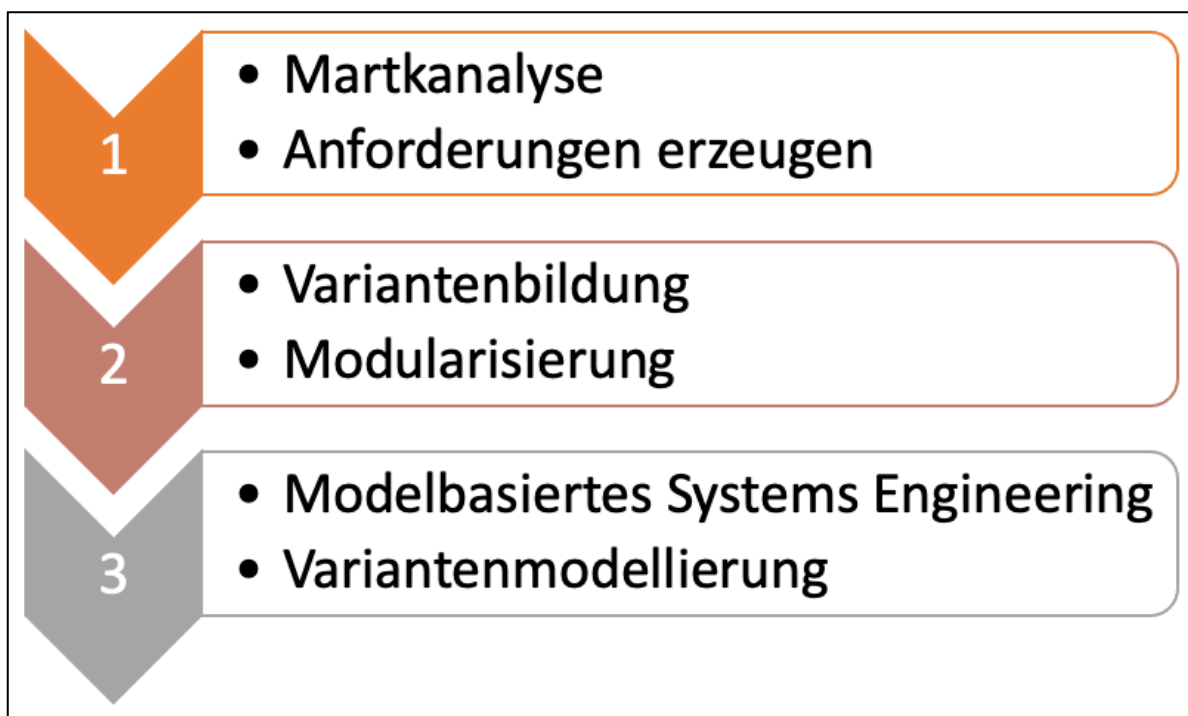 1
• Martkanalyse
• Anforderungen erzeugen
2
• Variantenbildung
• Modularisierung
3
• Modelbasiertes Systems Engineering
• Variantenmodellierung